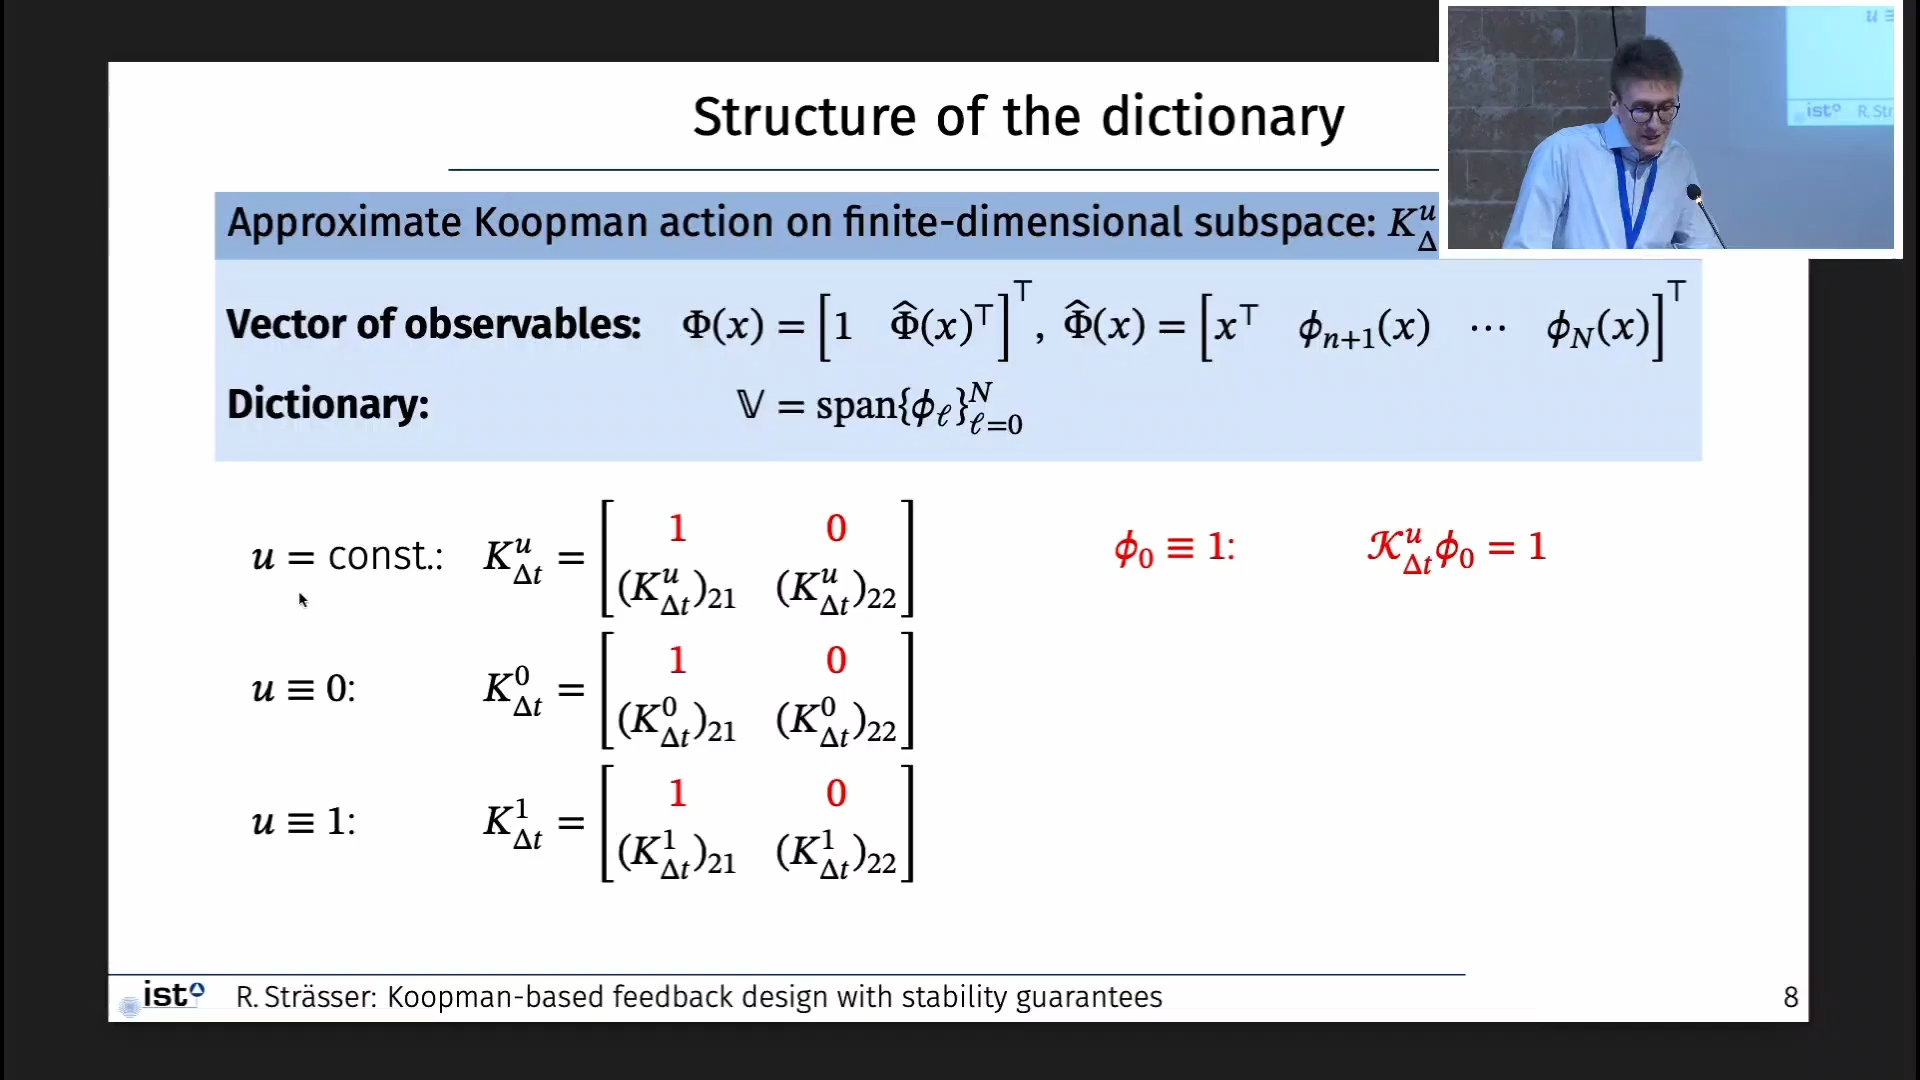 Structure of the dictionary
Approximate Koopman action on finite-dimensional subspace: K^u_Δ
Vector of observables: Φ(x) = [1 Φ̂(x)^⊤]^⊤, Φ̂(x) = [x^⊤ ϕ_{n+1}(x) ⋯ ϕ_N(x)]^⊤
Dictionary: 𝕍 = span{ϕ_ℓ}^N_{ℓ=0}
u = const.: K^u_{Δt} = [1 0
(K^u_{Δt})_{21} (K^u_{Δt})_{22}]
ϕ_0 ≡ 1: 𝒦^u_{Δt}ϕ_0 = 1
u ≡ 0: K^0_{Δt} = [1 0
(K^0_{Δt})_{21} (K^0_{Δt})_{22}]
u ≡ 1: K^1_{Δt} = [1 0
(K^1_{Δt})_{21} (K^1_{Δt})_{22}]
ist R. Strässer: Koopman-based feedback design with stability guarantees 8
u ≡
ist R. Str